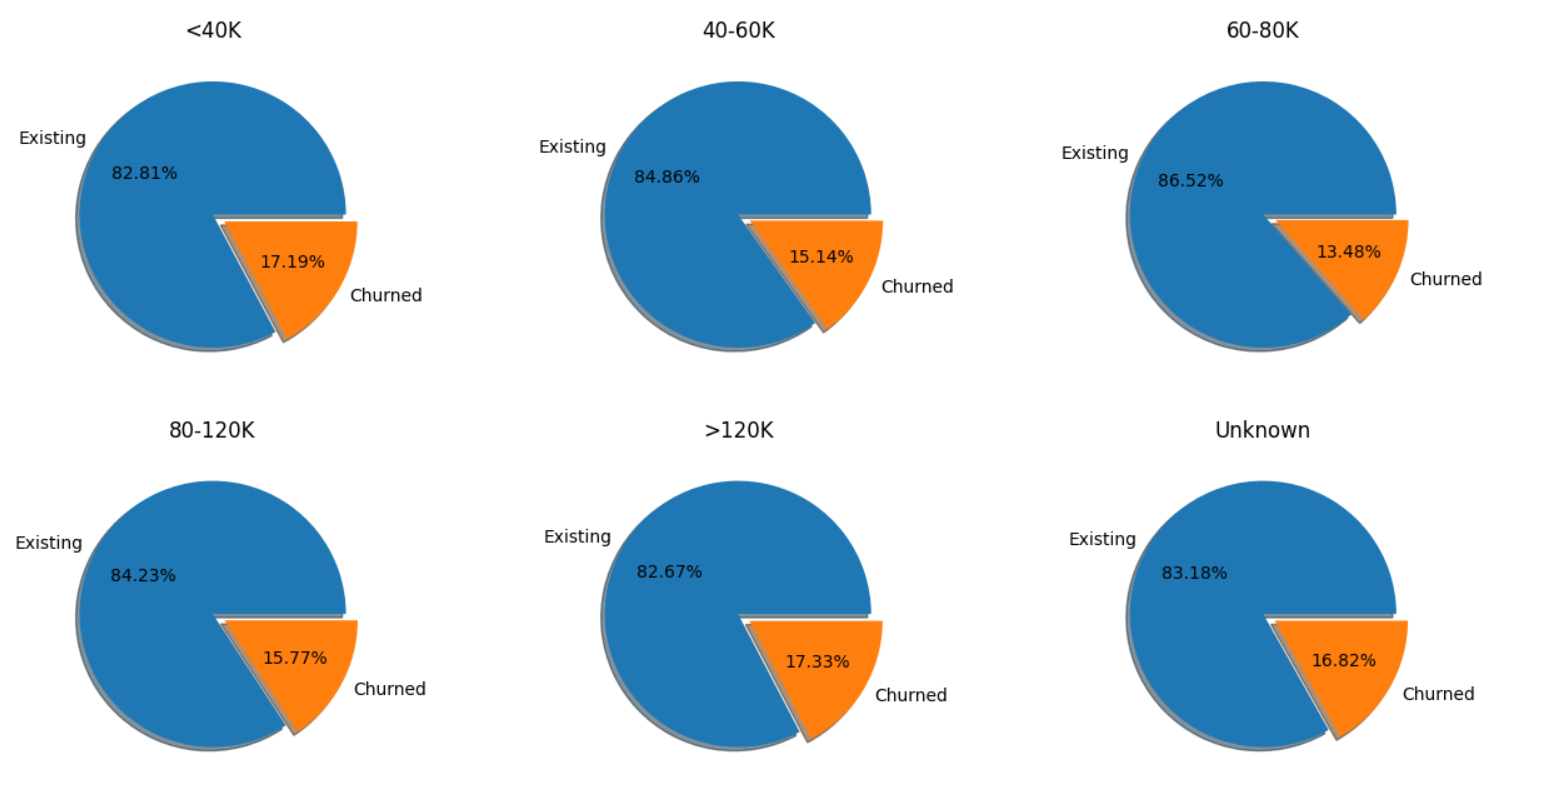 <40K
Existing
82.81%
17.19%
Churned
40-60K
Existing
84.86%
15.14%
Churned
60-80K
Existing
86.52%
13.48%
Churned
80-120K
Existing
84.23%
15.77%
Churned
>120K
Existing
82.67%
17.33%
Churned
Unknown
Existing
83.18%
16.82%
Churned